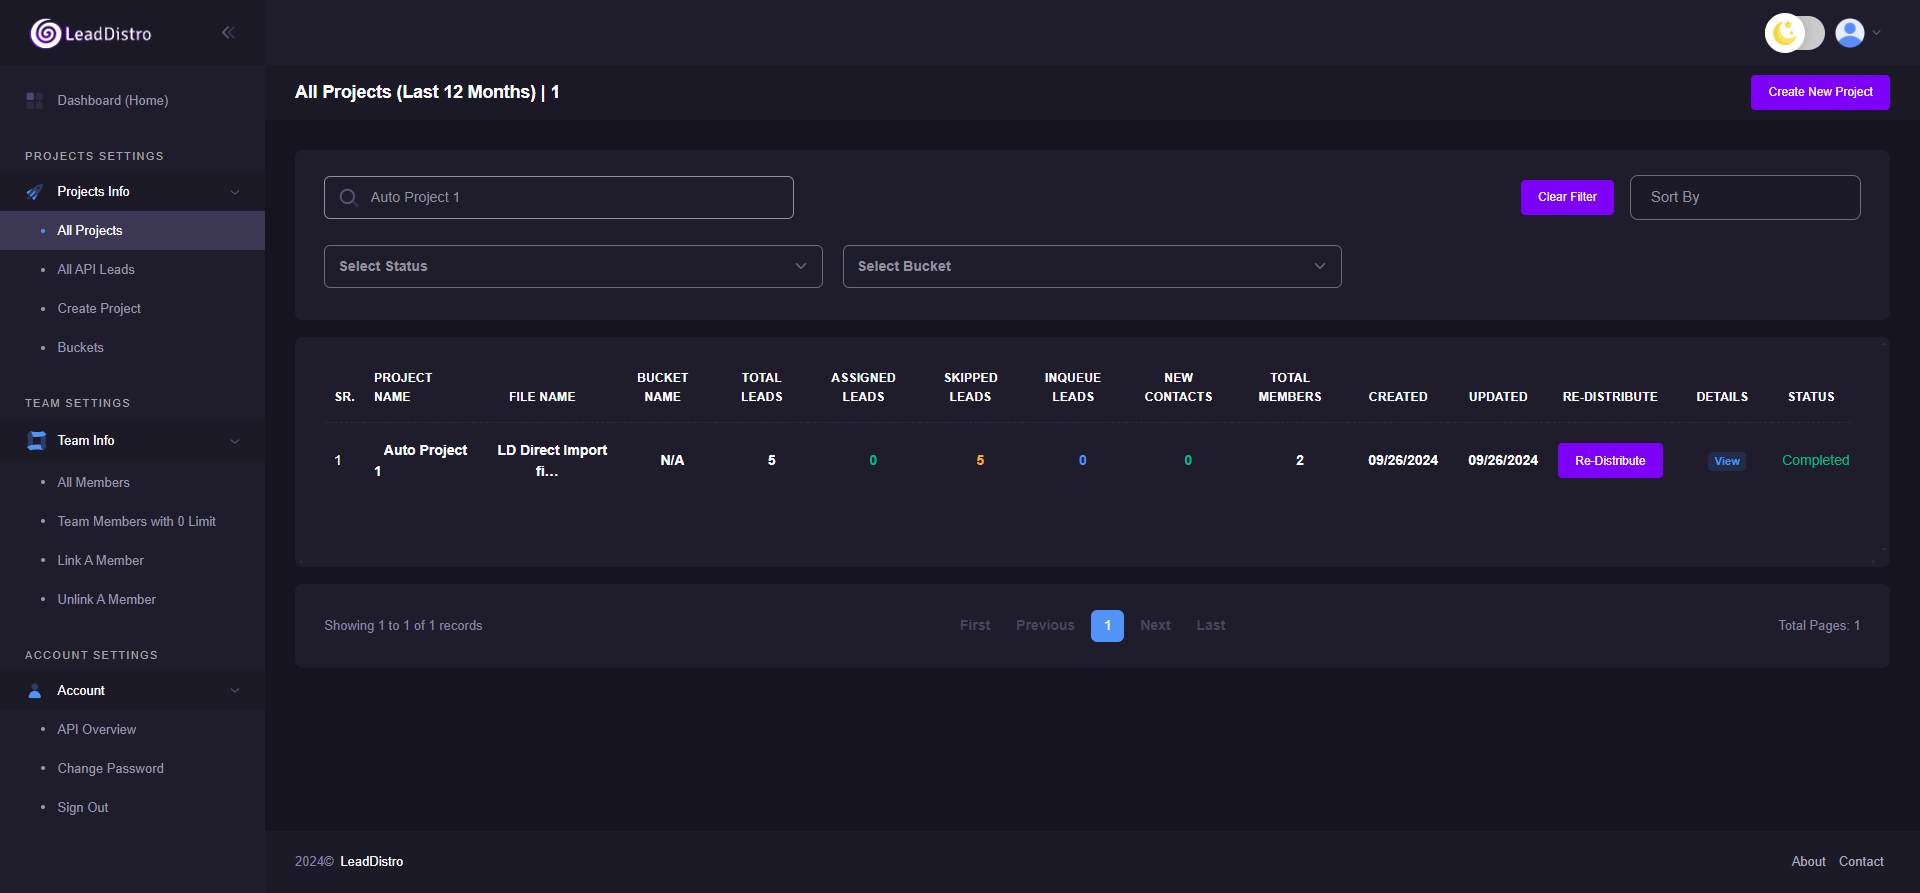 LeadDistro
Dashboard (Home)
PROJECTS SETTINGS
Projects Info
All Projects
All API Leads
Create Project
Buckets
TEAM SETTINGS
Team Info
All Members
Team Members with 0 Limit
Link A Member
Unlink A Member
ACCOUNT SETTINGS
Account
API Overview
Change Password
Sign Out
All Projects (Last 12 Months) | 1
Create New Project
Auto Project 1
Clear Filter
Sort By
Select Status
Select Bucket
SR. PROJECT NAME FILE NAME BUCKET NAME TOTAL LEADS ASSIGNED LEADS SKIPPED LEADS INQUEUE LEADS NEW CONTACTS TOTAL MEMBERS CREATED UPDATED RE-DISTRIBUTE DETAILS STATUS
1 Auto Project 1 LD Direct Import fi... N/A 5 0 5 0 0 2 09/26/2024 09/26/2024 Re-Distribute View Completed
Showing 1 to 1 of 1 records
First Previous 1 Next Last
Total Pages: 1
2024© LeadDistro
About Contact